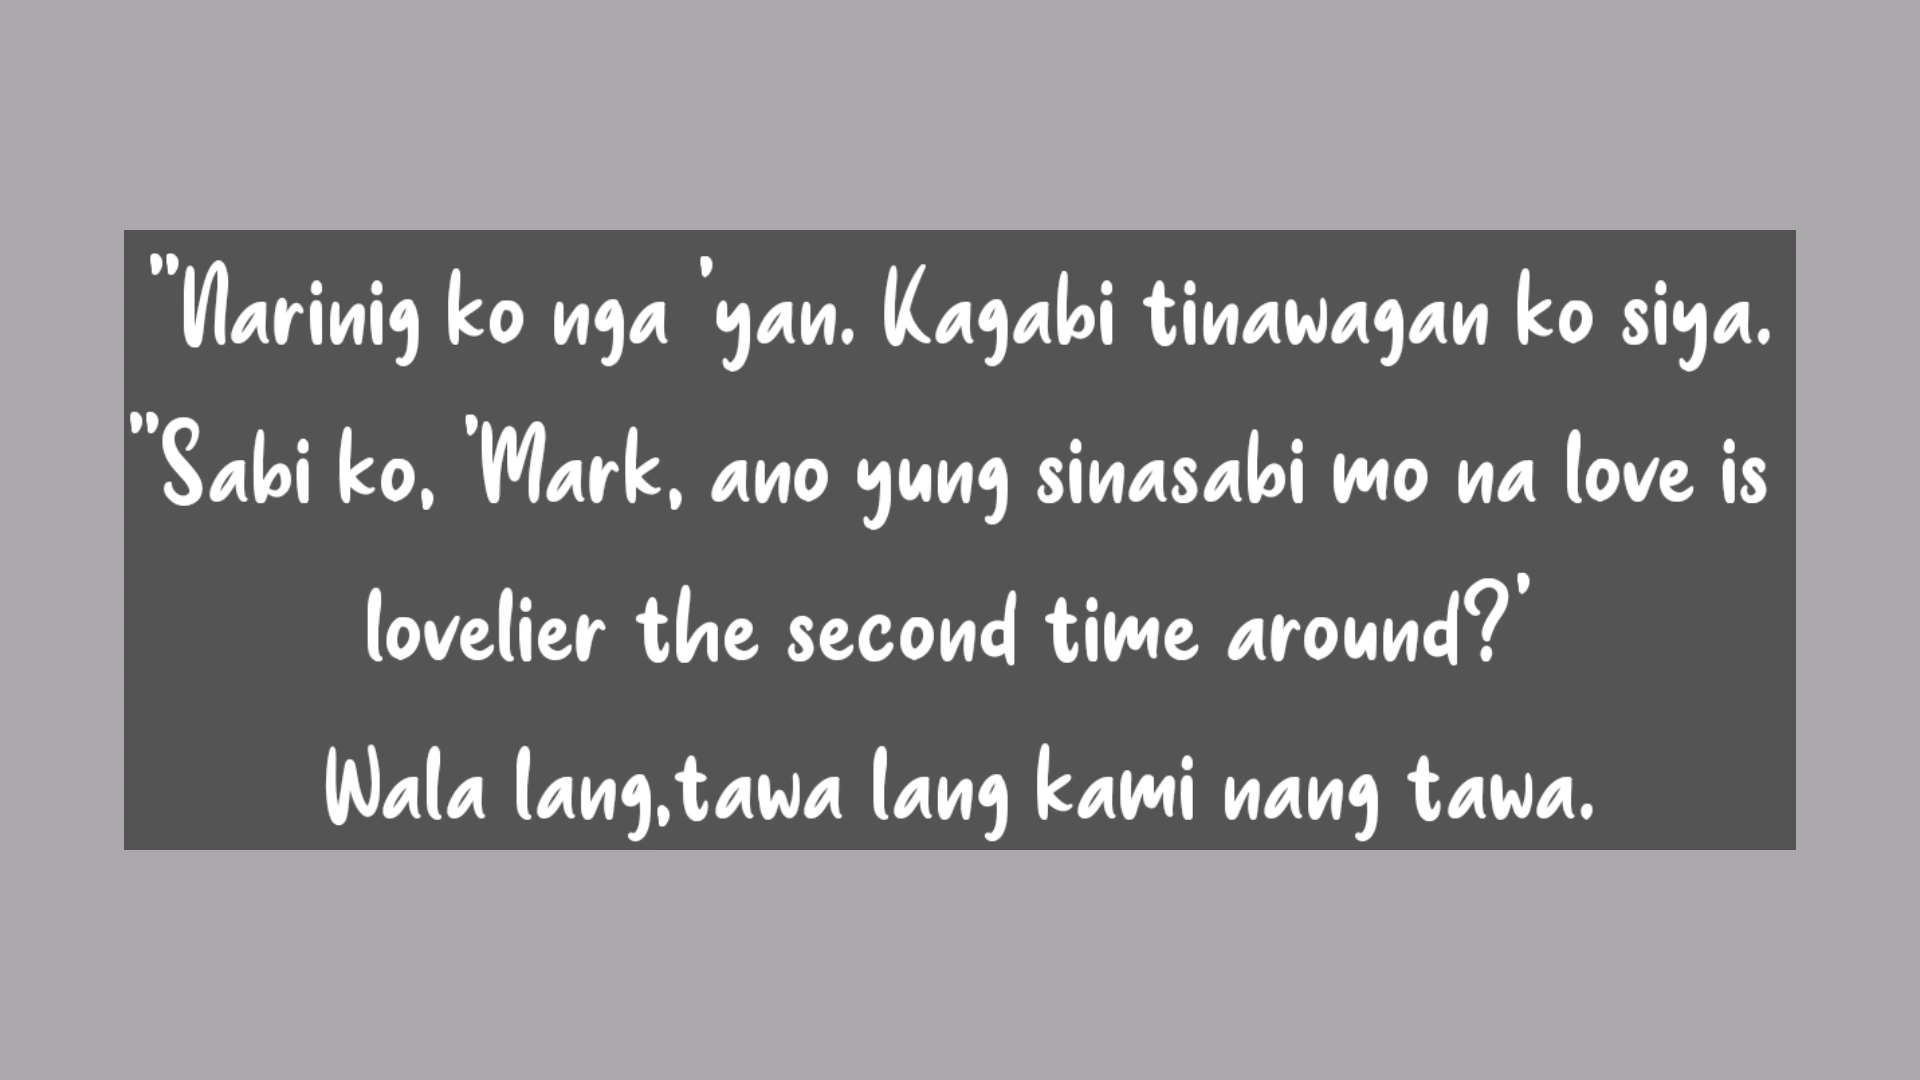 "Narinig ko nga 'yan. Kagabi tinawagan ko siya.
"Sabi ko, 'Mark, ano yung sinasabi mo na love is
lovelier the second time around?'
Wala lang,tawa lang kami nang tawa.